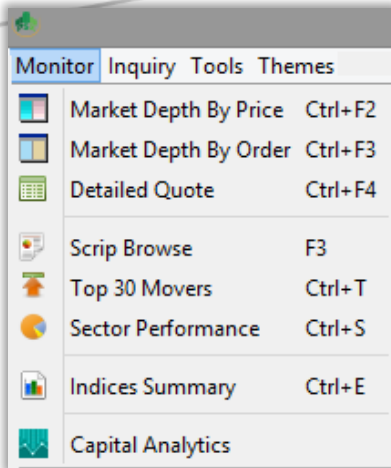 Monitor Inquiry Tools Themes
Market Depth By Price Ctrl+F2
Market Depth By Order Ctrl+F3
Detailed Quote Ctrl+F4
Scrip Browse F3
Top 30 Movers Ctrl+T
Sector Performance Ctrl+S
Indices Summary Ctrl+E
Capital Analytics